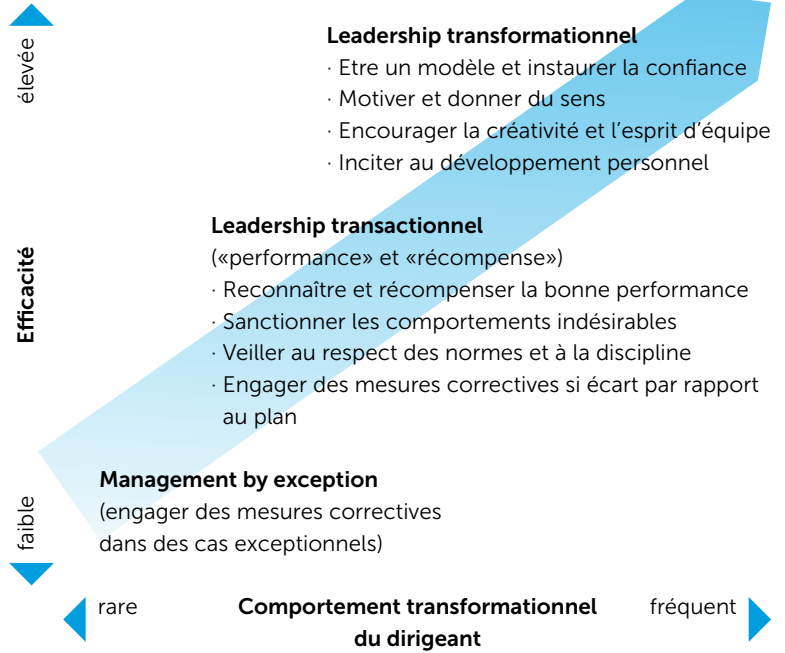 élevée
Leadership transformationnel
· Etre un modèle et instaurer la confiance
· Motiver et donner du sens
· Encourager la créativité et l'esprit d'équipe
· Inciter au développement personnel
Efficacité
Leadership transactionnel
(«performance» et «récompense»)
· Reconnaître et récompenser la bonne performance
· Sanctionner les comportements indésirables
· Veiller au respect des normes et à la discipline
· Engager des mesures correctives si écart par rapport
au plan
faible
Management by exception
(engager des mesures correctives
dans des cas exceptionnels)
rare
Comportement transformationnel
du dirigeant
fréquent